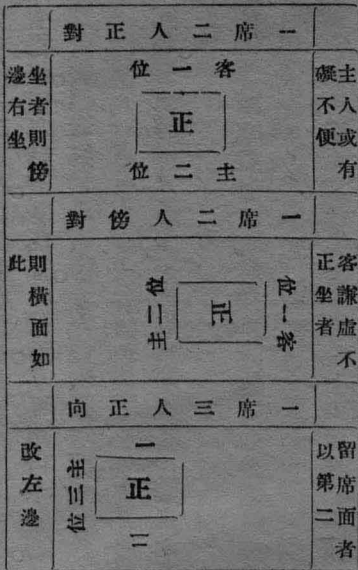 一席二人正對
主人或有
礙不便
客一位
正
主二位
坐者則傍
邊右坐
一席二人傍對
客謙虛不
正坐者
客一位
正
主二位
則橫面如
此
一席三人正向
留席面者
以第二
一
正
二
主三位
改左邊